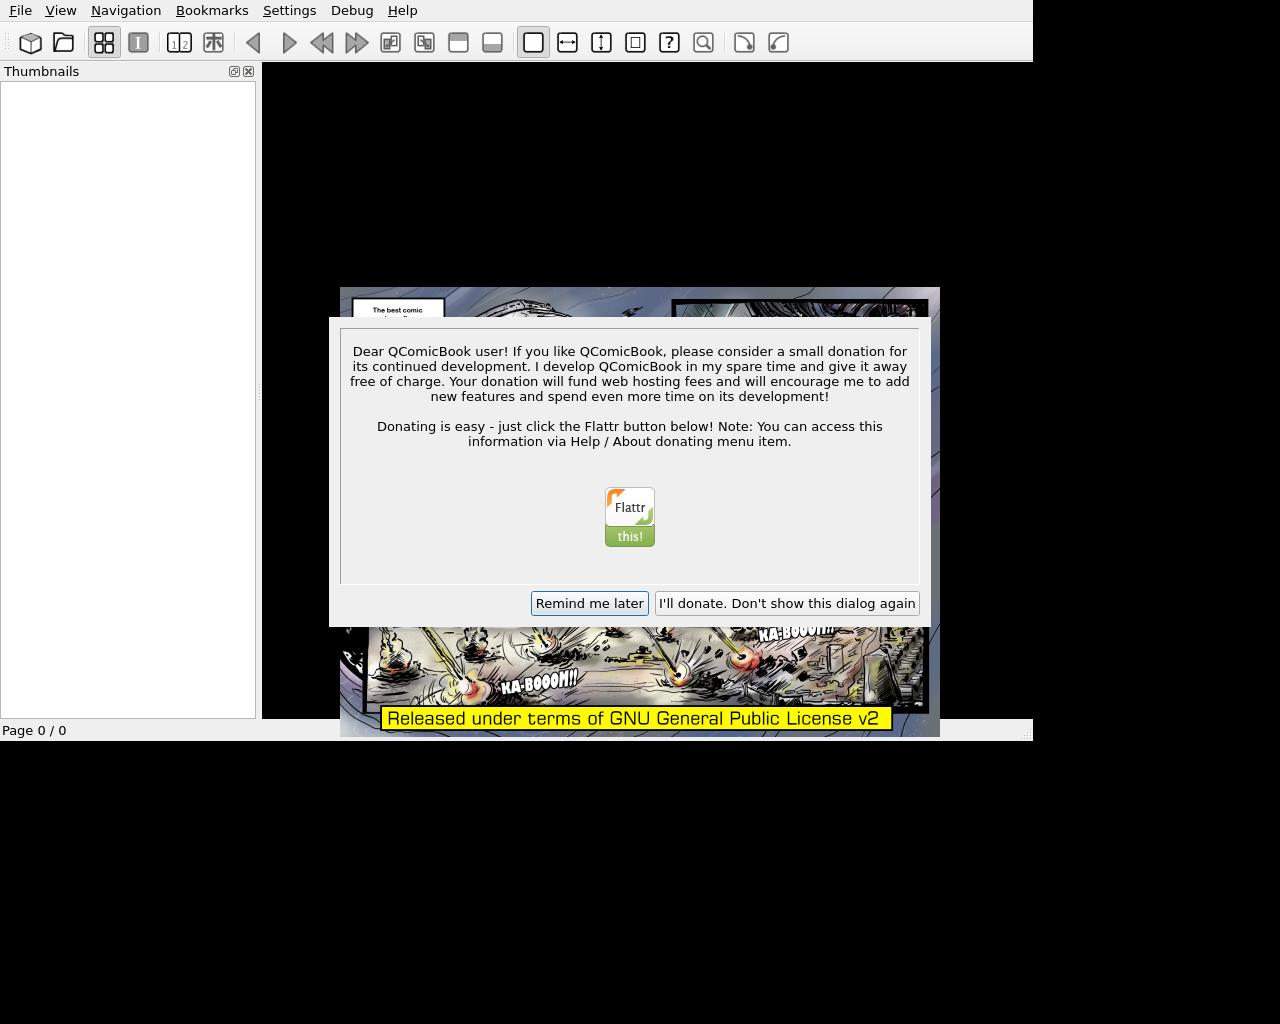 File View Navigation Bookmarks Settings Debug Help
Thumbnails
The best comic
Dear QComicBook user! If you like QComicBook, please consider a small donation for
its continued development. I develop QComicBook in my spare time and give it away
free of charge. Your donation will fund web hosting fees and will encourage me to add
new features and spend even more time on its development!
Donating is easy - just click the Flattr button below! Note: You can access this
information via Help / About donating menu item.
Flattr
this!
Remind me later
I'll donate. Don't show this dialog again
KA-BOOOM!!
KA-BOOOM!!
Released under terms of GNU General Public License v2
Page 0 / 0